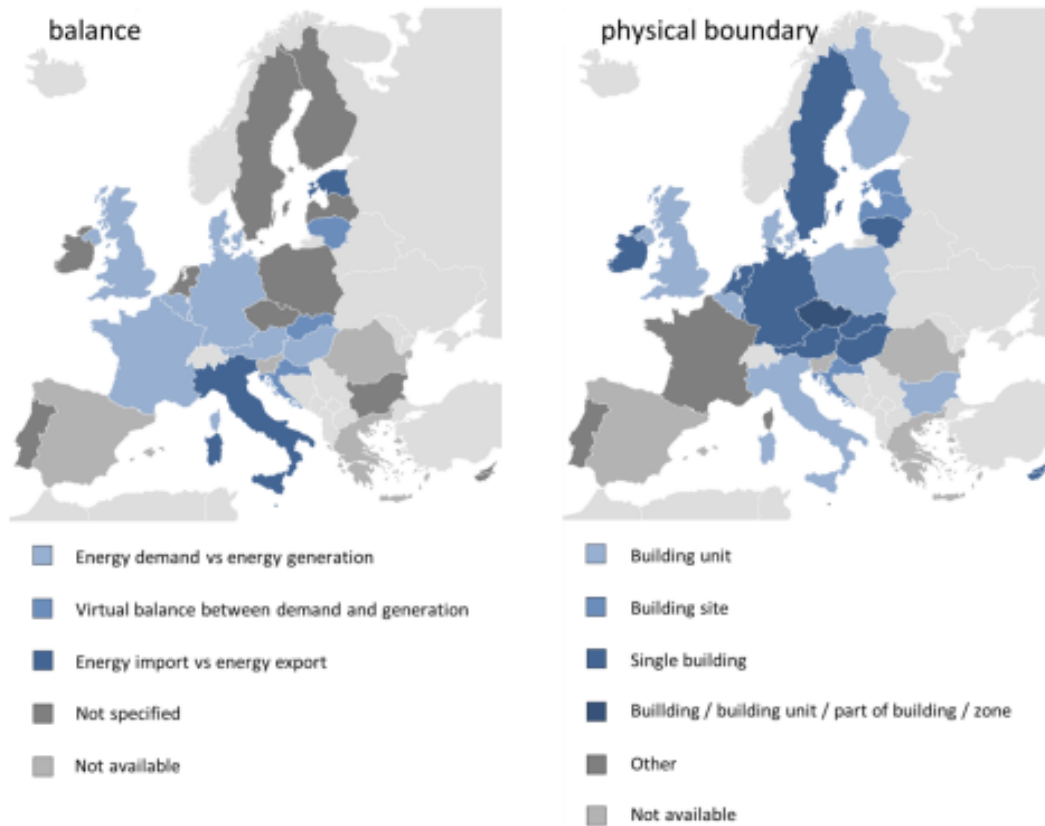 balance
Energy demand vs energy generation
Virtual balance between demand and generation
Energy import vs energy export
Not specified
Not available
physical boundary
Building unit
Building site
Single building
Buillding / building unit / part of building / zone
Other
Not available